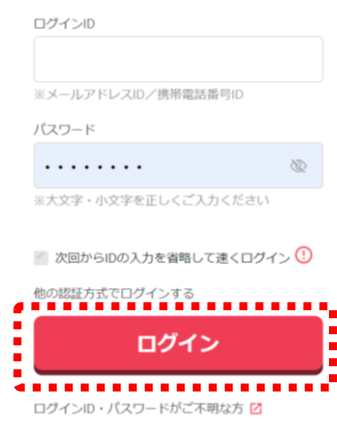 ログインID
※メールアドレスID／携帯電話番号ID
パスワード
※大文字・小文字を正しくご入力ください
次回からIDの入力を省略して速くログイン
他の認証方式でログインする
ログイン
ログインID・パスワードがご不明な方